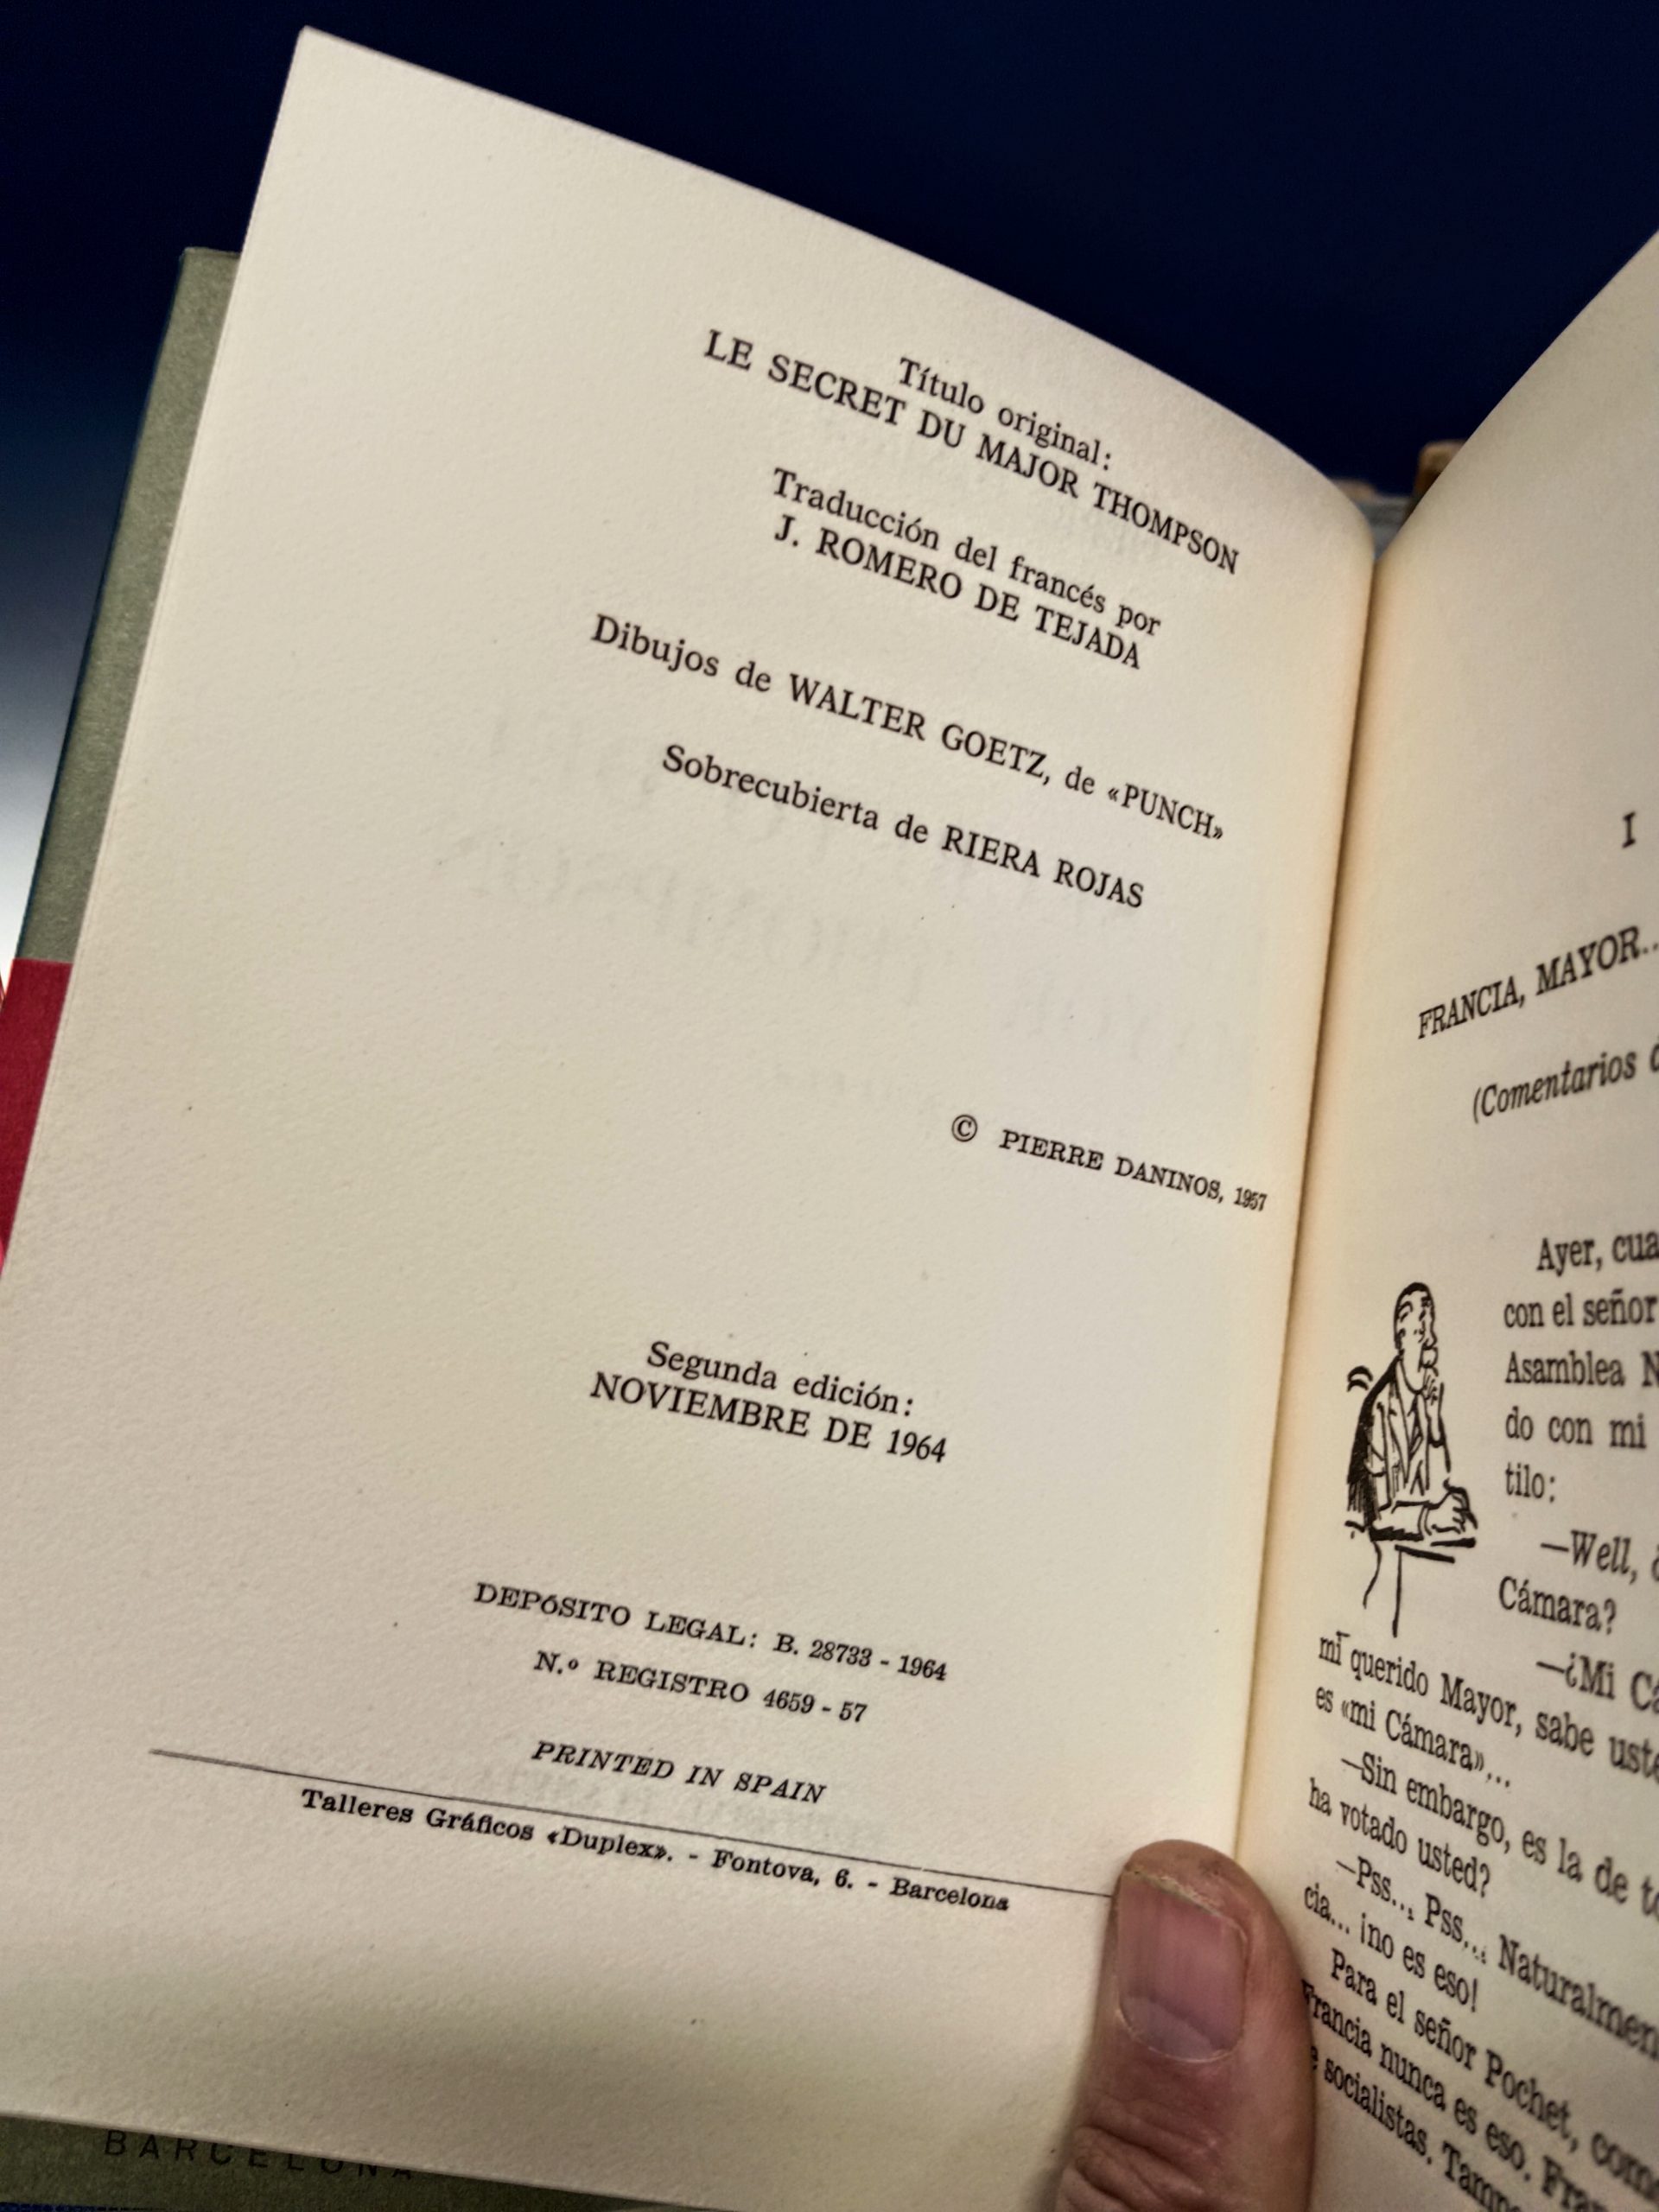 Título original:
LE SECRET DU MAJOR THOMPSON
Traducción del francés por
J. ROMERO DE TEJADA
Dibujos de WALTER GOETZ, de «PUNCH»
Sobrecubierta de RIERA ROJAS
© PIERRE DANINOS, 1957
Segunda edición:
NOVIEMBRE DE 1964
DEPÓSITO LEGAL: B. 28733 - 1964
N.º REGISTRO 4659 - 57
PRINTED IN SPAIN
Talleres Gráficos «Duplex». - Fontova, 6. - Barcelona
BARCELONA
I
FRANCIA, MAYOR...
(Comentarios
Ayer,
con el señor
Asamblea
do con mi
tilo:
—Well,
Cámara?
—¿Mi
mi querido Mayor, sabe
es «mi Cámara»...
—Sin embargo, es la de
ha votado usted?
—Pss... Pss...
cia... ¡no es eso!
Para el señor Pochet,
Francia nunca es eso.
socialistas.